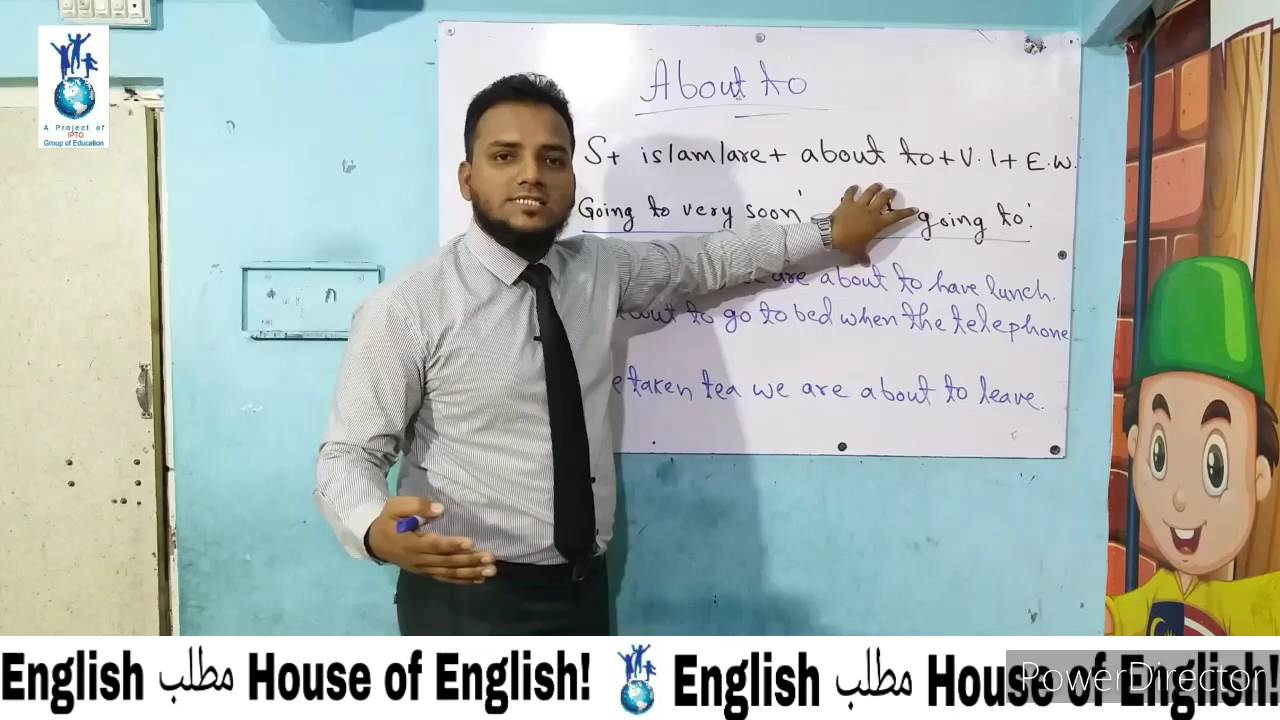 A Project of
IPTO
Group of Education
About to
S+ is/am/are+ about to+V.1+ E.W.
Going to very soon' going to'.
are about to have lunch.
to go to bed when the telephone
taken tea we are about to leave.
English مطلب House of English! English مطلب House of English!
PowerDirector